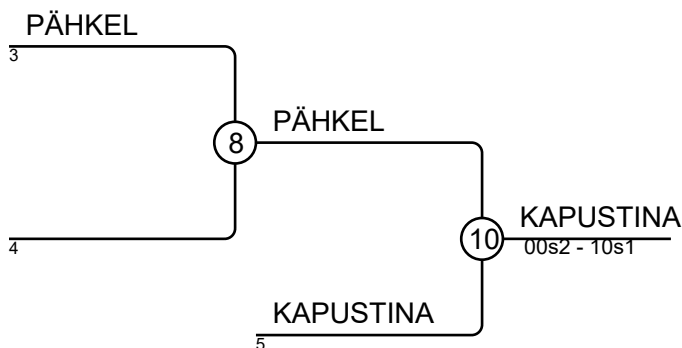 PÄHKEL
3
8
PÄHKEL
4
10
KAPUSTINA
00s2 - 10s1
KAPUSTINA
5